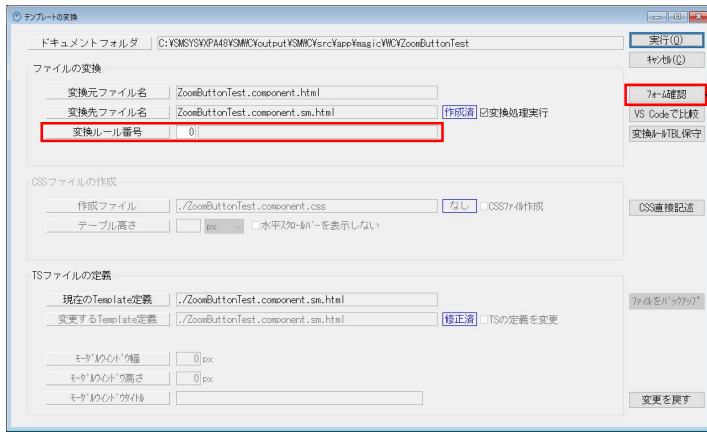 テンプレートの変換
ドキュメントフォルダ C:¥SMSYS¥XPA48¥SMWC¥output¥SMWC¥src¥app¥magic¥WC¥ZoomButtonTest 実行(O)
ｷｬﾝｾﾙ(C)
ファイルの変換
変換元ファイル名 ZoomButtonTest.component.html フォーム確認
変換先ファイル名 ZoomButtonTest.component.sm.html 作成済 ☑変換処理実行 VS Codeで比較
変換ルール番号 0 変換ﾙｰﾙTBL保守
CSSファイルの作成
作成ファイル ./ZoomButtonTest.component.css なし □CSSﾌｧｲﾙ作成 CSS直接記述
テーブル高さ px □水平ｽｸﾛｰﾙﾊﾞｰを表示しない
TSファイルの定義
現在のTemplate定義 ./ZoomButtonTest.component.sm.html ﾌｧｲﾙをﾊﾞｯｸｱｯﾌﾟ
変更するTemplate定義 ./ZoomButtonTest.component.sm.html 修正済 □TSの定義を変更
ﾓｰﾀﾞﾙｳｨﾝﾄﾞｳ幅 0 px
ﾓｰﾀﾞﾙｳｨﾝﾄﾞｳ高さ 0 px
ﾓｰﾀﾞﾙｳｨﾝﾄﾞｳﾀｲﾄﾙ 変更を戻す